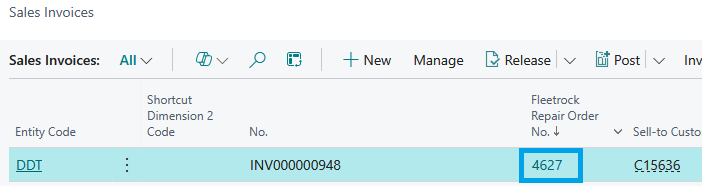 Sales Invoices
Sales Invoices: All New Manage Release Post
Shortcut Fleetrock
Dimension 2 Repair Order
Entity Code Code No. No. ↓ Sell-to Custo
DDT INV000000948 4627 C15636